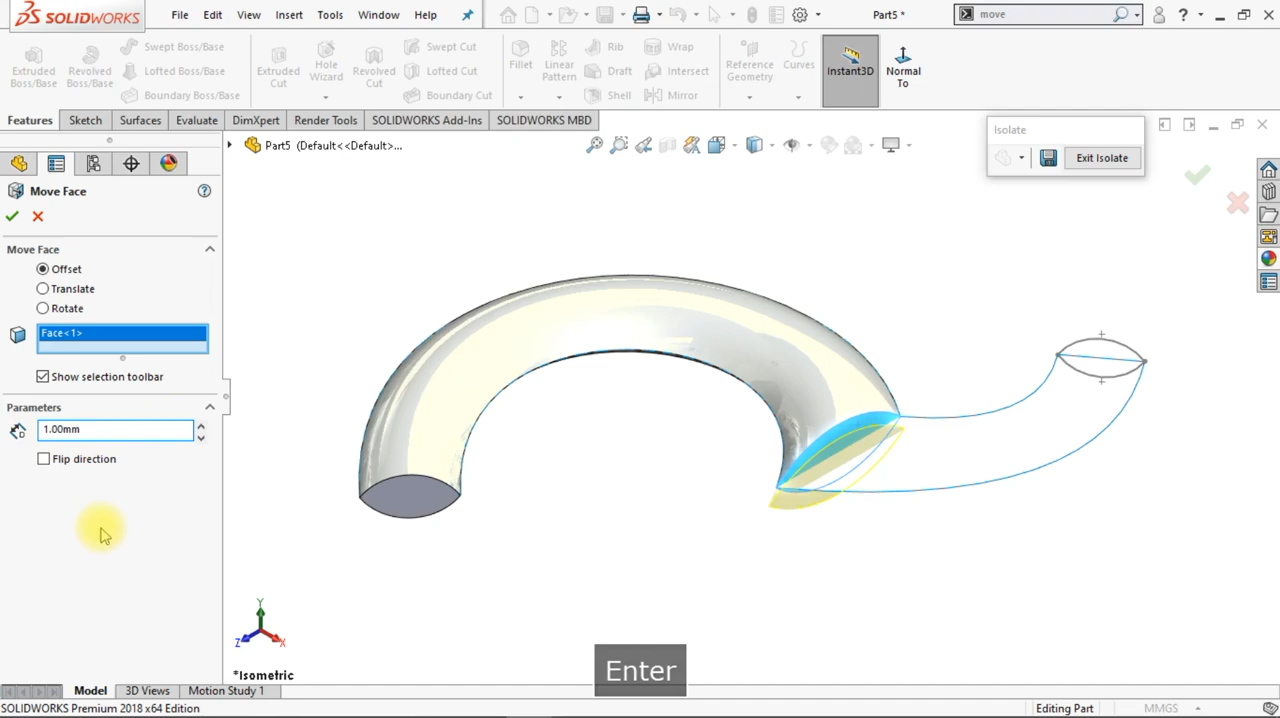 SOLIDWORKS
File Edit View Insert Tools Window Help
Part5 *
move
Extruded Boss/Base
Revolved Boss/Base
Swept Boss/Base
Lofted Boss/Base
Boundary Boss/Base
Extruded Cut
Hole Wizard
Revolved Cut
Swept Cut
Lofted Cut
Boundary Cut
Fillet
Linear Pattern
Rib
Draft
Shell
Wrap
Intersect
Mirror
Reference Geometry
Curves
Instant3D
Normal To
Features Sketch Surfaces Evaluate DimXpert Render Tools SOLIDWORKS Add-Ins SOLIDWORKS MBD
Part5 (Default<<Default>...
Isolate
Exit Isolate
Move Face
Move Face
Offset
Translate
Rotate
Face<1>
Show selection toolbar
Parameters
D
1.00mm
Flip direction
Y
Z
X
*Isometric
Enter
Model 3D Views Motion Study 1
SOLIDWORKS Premium 2018 x64 Edition
Editing Part
MMGS